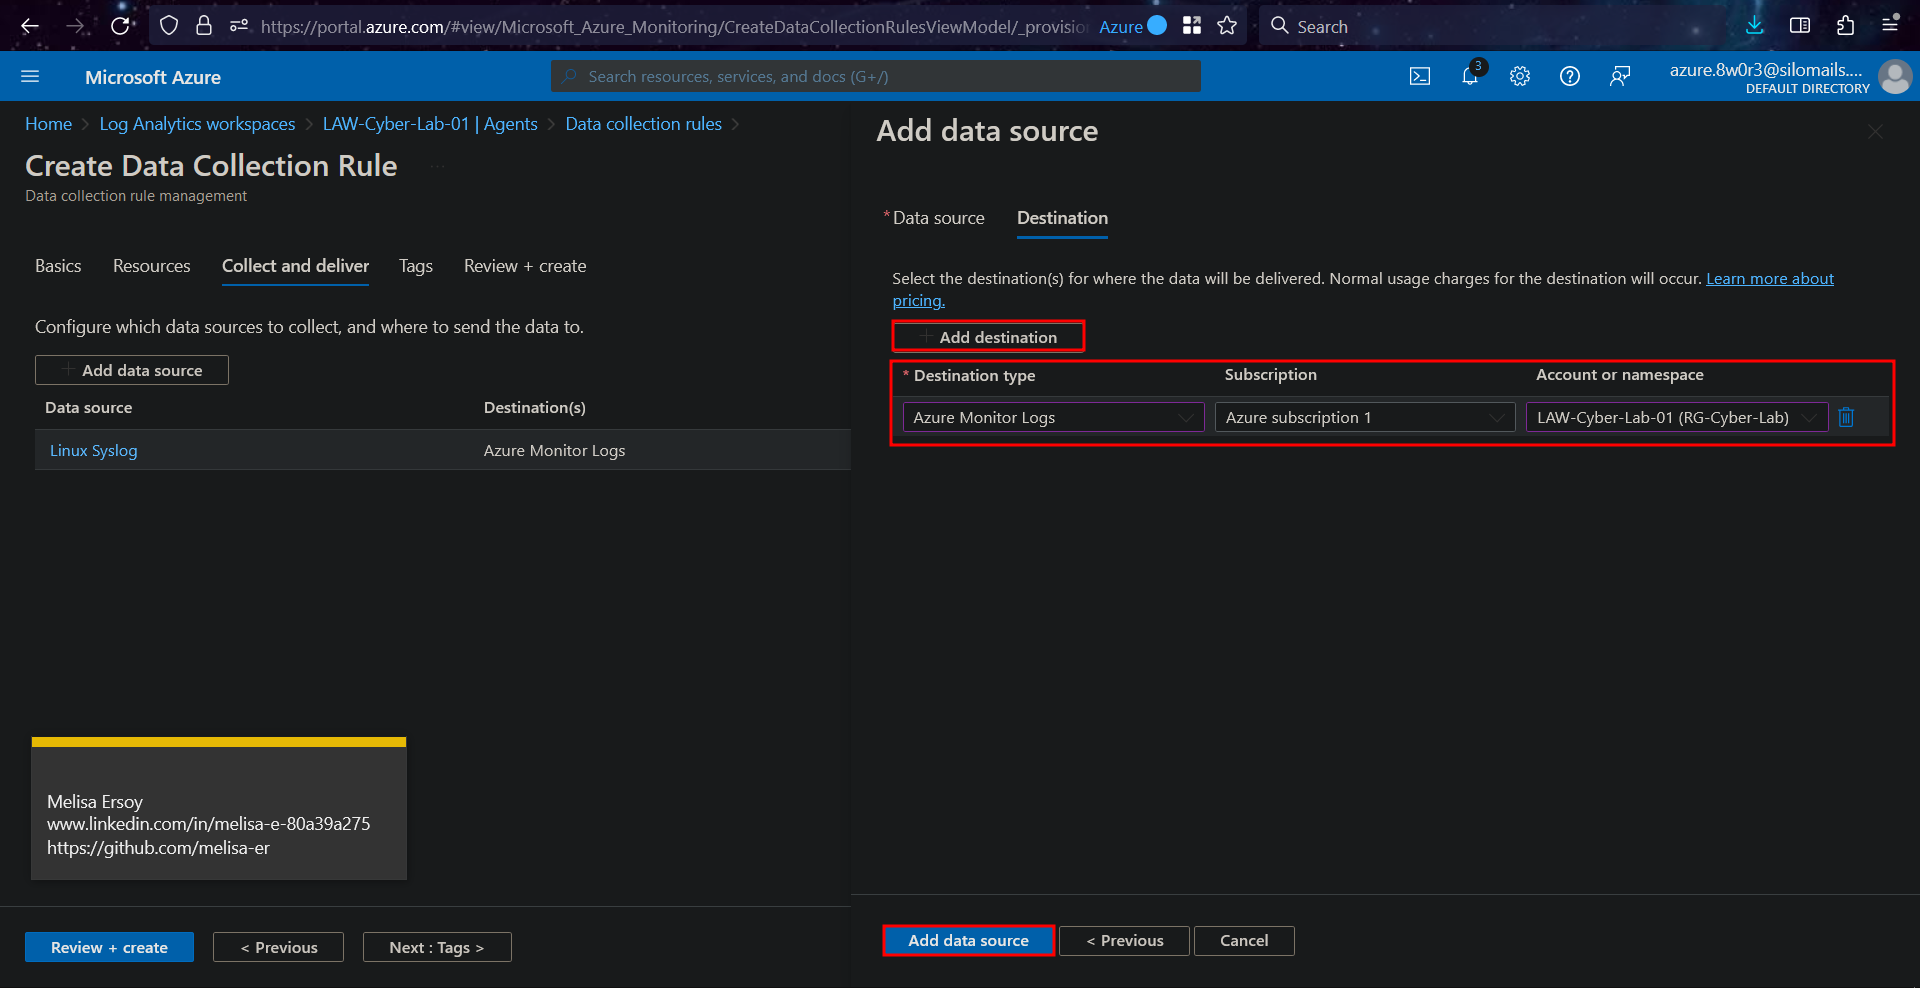 https://portal.azure.com/#view/Microsoft_Azure_Monitoring/CreateDataCollectionRulesViewModel/_provision
Azure
Search
Microsoft Azure
Search resources, services, and docs (G+/)
3
azure.8w0r3@silomails....
DEFAULT DIRECTORY
Home > Log Analytics workspaces > LAW-Cyber-Lab-01 | Agents > Data collection rules >
Create Data Collection Rule ...
Data collection rule management
Basics Resources Collect and deliver Tags Review + create
Configure which data sources to collect, and where to send the data to.
+ Add data source
Data source Destination(s)
Linux Syslog Azure Monitor Logs
Melisa Ersoy
www.linkedin.com/in/melisa-e-80a39a275
https://github.com/melisa-er
Review + create < Previous Next : Tags >
Add data source
* Data source Destination
Select the destination(s) for where the data will be delivered. Normal usage charges for the destination will occur. Learn more about
pricing.
+ Add destination
* Destination type Subscription Account or namespace
Azure Monitor Logs Azure subscription 1 LAW-Cyber-Lab-01 (RG-Cyber-Lab)
Add data source < Previous Cancel